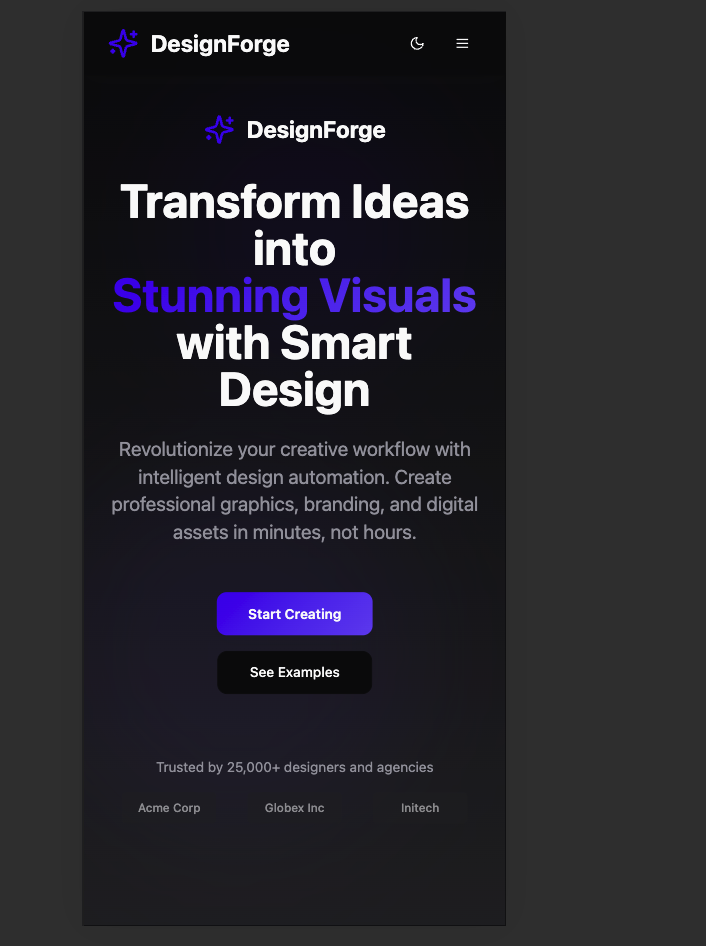 DesignForge
DesignForge
Transform Ideas
into
Stunning Visuals
with Smart
Design
Revolutionize your creative workflow with
intelligent design automation. Create
professional graphics, branding, and digital
assets in minutes, not hours.
Start Creating
See Examples
Trusted by 25,000+ designers and agencies
Acme Corp Globex Inc Initech